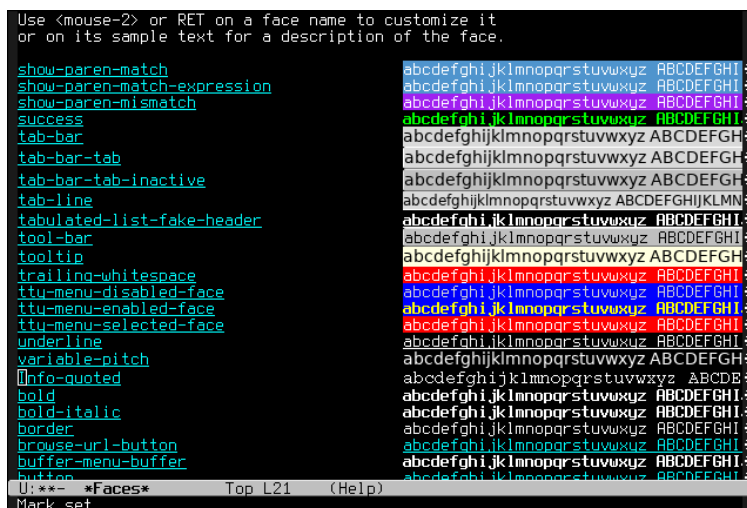 Use <mouse-2> or RET on a face name to customize it
or on its sample text for a description of the face.
show-paren-match abcdefghijklmnopqrstuvwxyz ABCDEFGHI
show-paren-match-expression abcdefghijklmnopqrstuvwxyz ABCDEFGHI
show-paren-mismatch abcdefghijklmnopqrstuvwxyz ABCDEFGHI
success abcdefghijklmnopqrstuvwxyz ABCDEFGHI
tab-bar abcdefghijklmnopqrstuvwxyz ABCDEFGH
tab-bar-tab abcdefghijklmnopqrstuvwxyz ABCDEFGH
tab-bar-tab-inactive abcdefghijklmnopqrstuvwxyz ABCDEFGH
tab-line abcdefghijklmnopqrstuvwxyz ABCDEFGHIJKLMN
tabulated-list-fake-header abcdefghijklmnopqrstuvwxyz ABCDEFGHI
tool-bar abcdefghijklmnopqrstuvwxyz ABCDEFGHI
tooltip abcdefghijklmnopqrstuvwxyz ABCDEFGH
trailing-whitespace abcdefghijklmnopqrstuvwxyz ABCDEFGHI
tty-menu-disabled-face abcdefghijklmnopqrstuvwxyz ABCDEFGHI
tty-menu-enabled-face abcdefghijklmnopqrstuvwxyz ABCDEFGHI
tty-menu-selected-face abcdefghijklmnopqrstuvwxyz ABCDEFGHI
underline abcdefghijklmnopqrstuvwxyz ABCDEFGHI
variable-pitch abcdefghijklmnopqrstuvwxyz ABCDEFGH
Info-quoted abcdefghijklmnopqrstuvwxyz ABCDE
bold abcdefghijklmnopqrstuvwxyz ABCDEFGHI
bold-italic abcdefghijklmnopqrstuvwxyz ABCDEFGHI
border abcdefghijklmnopqrstuvwxyz ABCDEFGHI
browse-url-button abcdefghijklmnopqrstuvwxyz ABCDEFGHI
buffer-menu-buffer abcdefghijklmnopqrstuvwxyz ABCDEFGHI
button abcdefghijklmnopqrstuvwxyz ABCDEFGHI
U:**- *Faces* Top L21 (Help)
Mark set